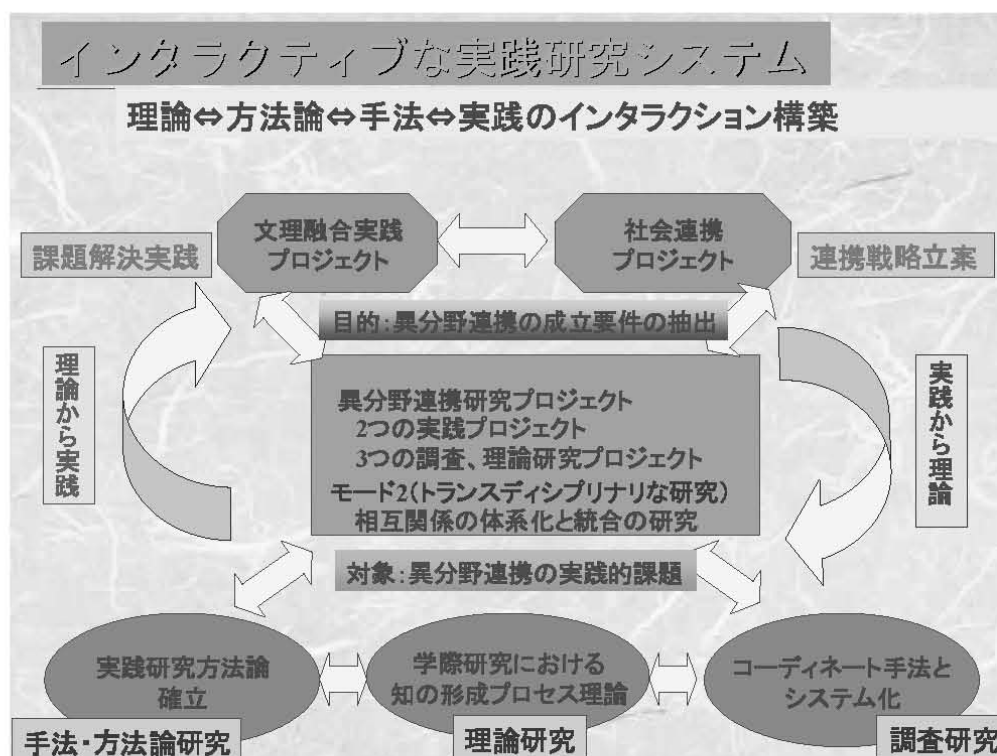 インタラクティブな実践研究システム
理論⇔方法論⇔手法⇔実践のインタラクション構築
文理融合実践
プロジェクト
社会連携
プロジェクト
課題解決実践
連携戦略立案
目的:異分野連携の成立要件の抽出
理論から実践
実践から理論
異分野連携研究プロジェクト
2つの実践プロジェクト
3つの調査、理論研究プロジェクト
モード2(トランスディシプリナリな研究)
相互関係の体系化と統合の研究
対象:異分野連携の実践的課題
実践研究方法論
確立
学際研究における
知の形成プロセス理論
コーディネート手法と
システム化
手法・方法論研究
理論研究
調査研究